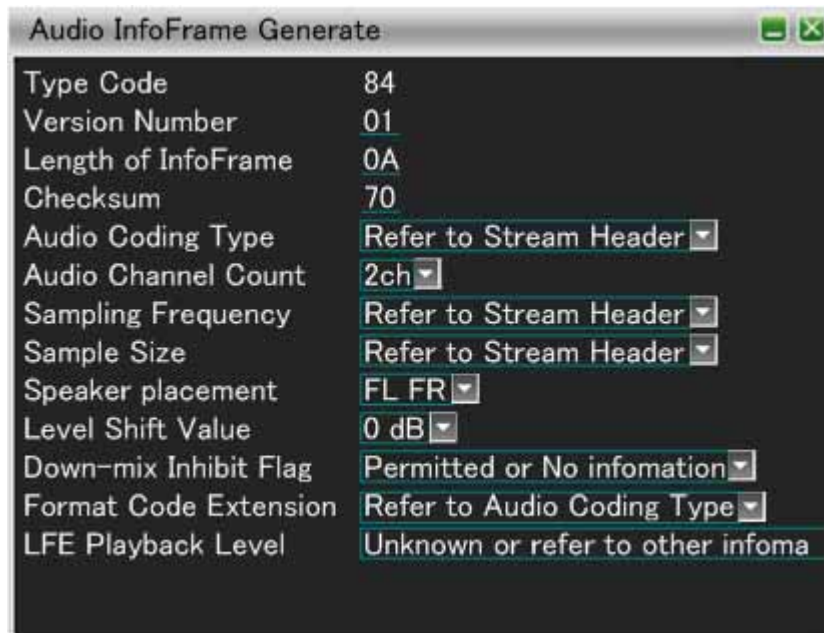 Audio InfoFrame Generate
Type Code 84
Version Number 01
Length of InfoFrame 0A
Checksum 70
Audio Coding Type Refer to Stream Header
Audio Channel Count 2ch
Sampling Frequency Refer to Stream Header
Sample Size Refer to Stream Header
Speaker placement FL FR
Level Shift Value 0 dB
Down-mix Inhibit Flag Permitted or No infomation
Format Code Extension Refer to Audio Coding Type
LFE Playback Level Unknown or refer to other infoma